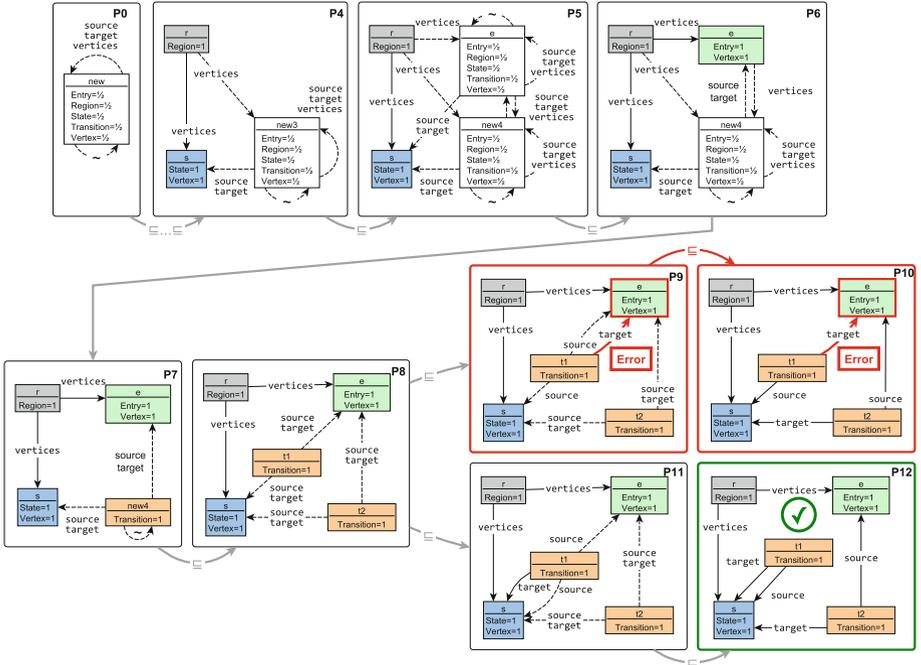 P0
source
target
vertices
new
Entry=½
Region=½
State=½
Transition=½
Vertex=½
~
P4
r
Region=1
vertices
vertices
source
target
vertices
new3
Entry=½
Region=½
State=½
Transition=½
Vertex=½
s
State=1
Vertex=1
source
target
~
P5
~
r
Region=1
vertices
e
Entry=½
Region=½
State=½
Transition=½
Vertex=½
source
target
vertices
vertices
vertices
source
target
source
target
vertices
new4
Entry=½
Region=½
State=½
Transition=½
Vertex=½
source
target
vertices
s
State=1
Vertex=1
source
target
~
P6
r
Region=1
vertices
e
Entry=1
Vertex=1
vertices
vertices
source
target
vertices
new4
Entry=½
Region=½
State=½
Transition=½
Vertex=½
source
target
vertices
s
State=1
Vertex=1
source
target
~
⊑...⊑
⊑
⊑
⊑
P7
r
Region=1
vertices
e
Entry=1
Vertex=1
vertices
source
target
s
State=1
Vertex=1
source
target
new4
Transition=1
~
⊑
P8
r
Region=1
vertices
e
Entry=1
Vertex=1
vertices
source
target
t1
Transition=1
source
target
source
target
s
State=1
Vertex=1
source
target
t2
Transition=1
⊑
⊑
P9
r
Region=1
vertices
e
Entry=1
Vertex=1
vertices
target
source
Error
t1
Transition=1
source
source
target
s
State=1
Vertex=1
source
target
t2
Transition=1
P10
r
Region=1
vertices
e
Entry=1
Vertex=1
vertices
target
Error
t1
Transition=1
source
source
s
State=1
Vertex=1
target
t2
Transition=1
P11
r
Region=1
vertices
e
Entry=1
Vertex=1
vertices
source
t1
Transition=1
source
target
target
source
s
State=1
Vertex=1
source
target
t2
Transition=1
P12
r
Region=1
vertices
e
Entry=1
Vertex=1
vertices
t1
Transition=1
target
source
source
s
State=1
Vertex=1
target
t2
Transition=1
⊑